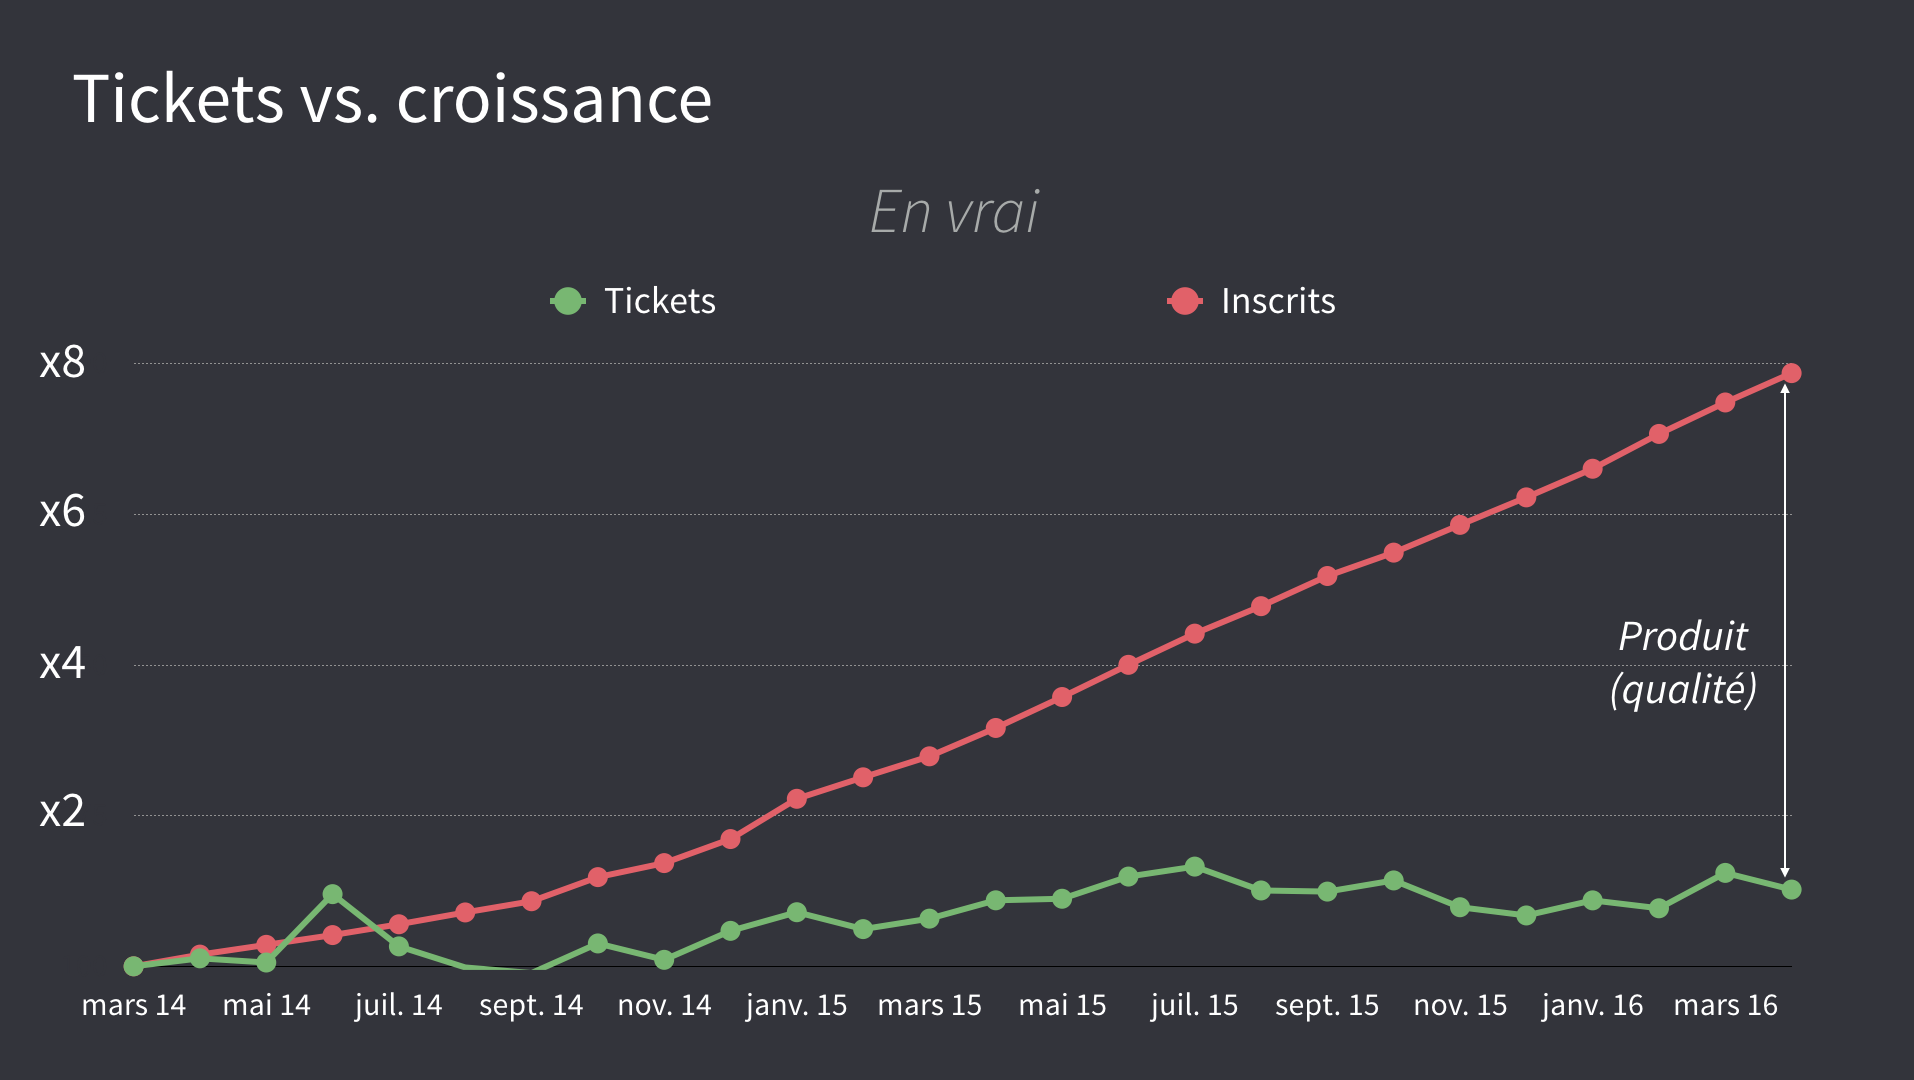 Tickets vs. croissance
En vrai
Tickets
Inscrits
x8
x6
x4
x2
Produit
(qualité)
mars 14
mai 14
juil. 14
sept. 14
nov. 14
janv. 15
mars 15
mai 15
juil. 15
sept. 15
nov. 15
janv. 16
mars 16